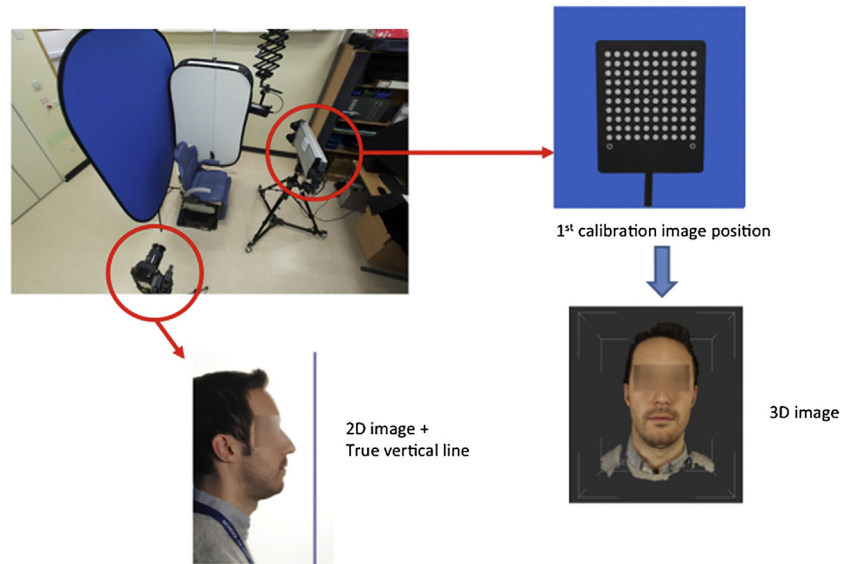 1st calibration image position
2D image +
True vertical line
3D image